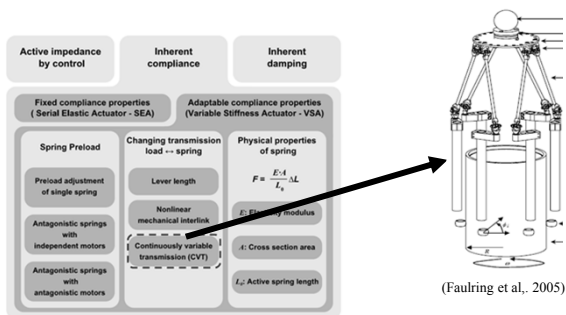 Active impedance
by control
Inherent
compliance
Inherent
damping
Fixed compliance properties
( Serial Elastic Actuator - SEA)
Adaptable compliance properties
(Variable Stiffness Actuator - VSA)
Spring Preload
Preload adjustment
of single spring
Antagonistic springs
with
independent motors
Antagonistic springs
with
antagonistic motors
Changing transmission
load ↔ spring
Lever length
Nonlinear
mechanical interlink
Continuously variable
transmission (CVT)
Physical properties
of spring
F = E·A / L₀ ΔL
E: Elasticity modulus
A: Cross section area
L₀: Active spring length
R
(Faulring et al,. 2005)